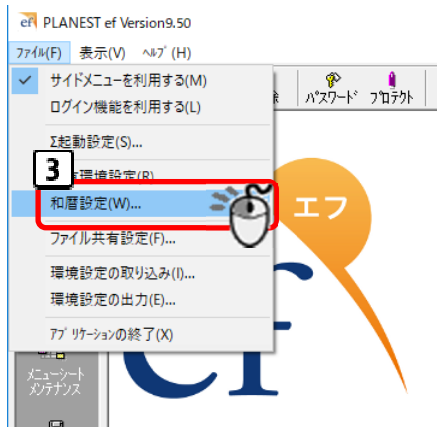 ef PLANEST ef Version9.50
ﾌｧｲﾙ(F) 表示(V) ﾍﾙﾌﾟ(H)
サイドメニューを利用する(M)
ログイン機能を利用する(L)
ﾊﾟｽﾜｰﾄﾞ ﾌﾟﾛﾃｸﾄ
Σ起動設定(S)...
3
環境設定(R)
和暦設定(W)...
エフ
ファイル共有設定(F)...
環境設定の取り込み(I)...
環境設定の出力(E)...
ｱﾌﾟﾘｹｰｼｮﾝの終了(X)
ef
メニューシート
メンテナンス